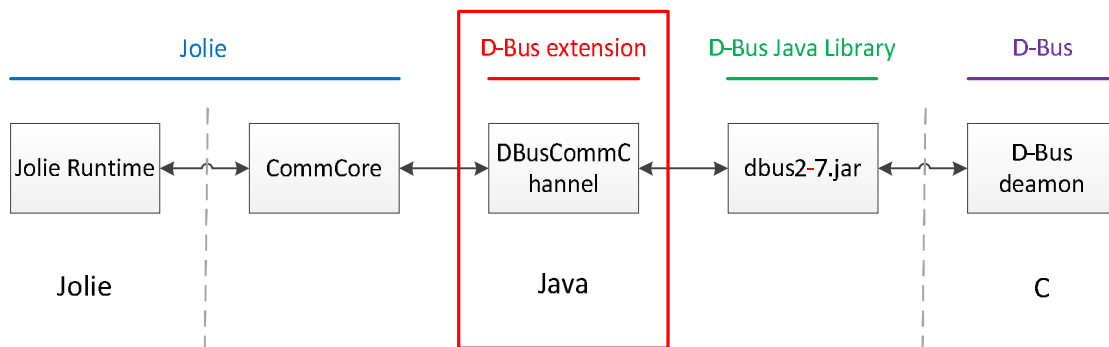 Jolie
D-Bus extension
D-Bus Java Library
D-Bus
Jolie Runtime
CommCore
DBusCommC
hannel
dbus2-7.jar
D-Bus
deamon
Jolie
Java
C